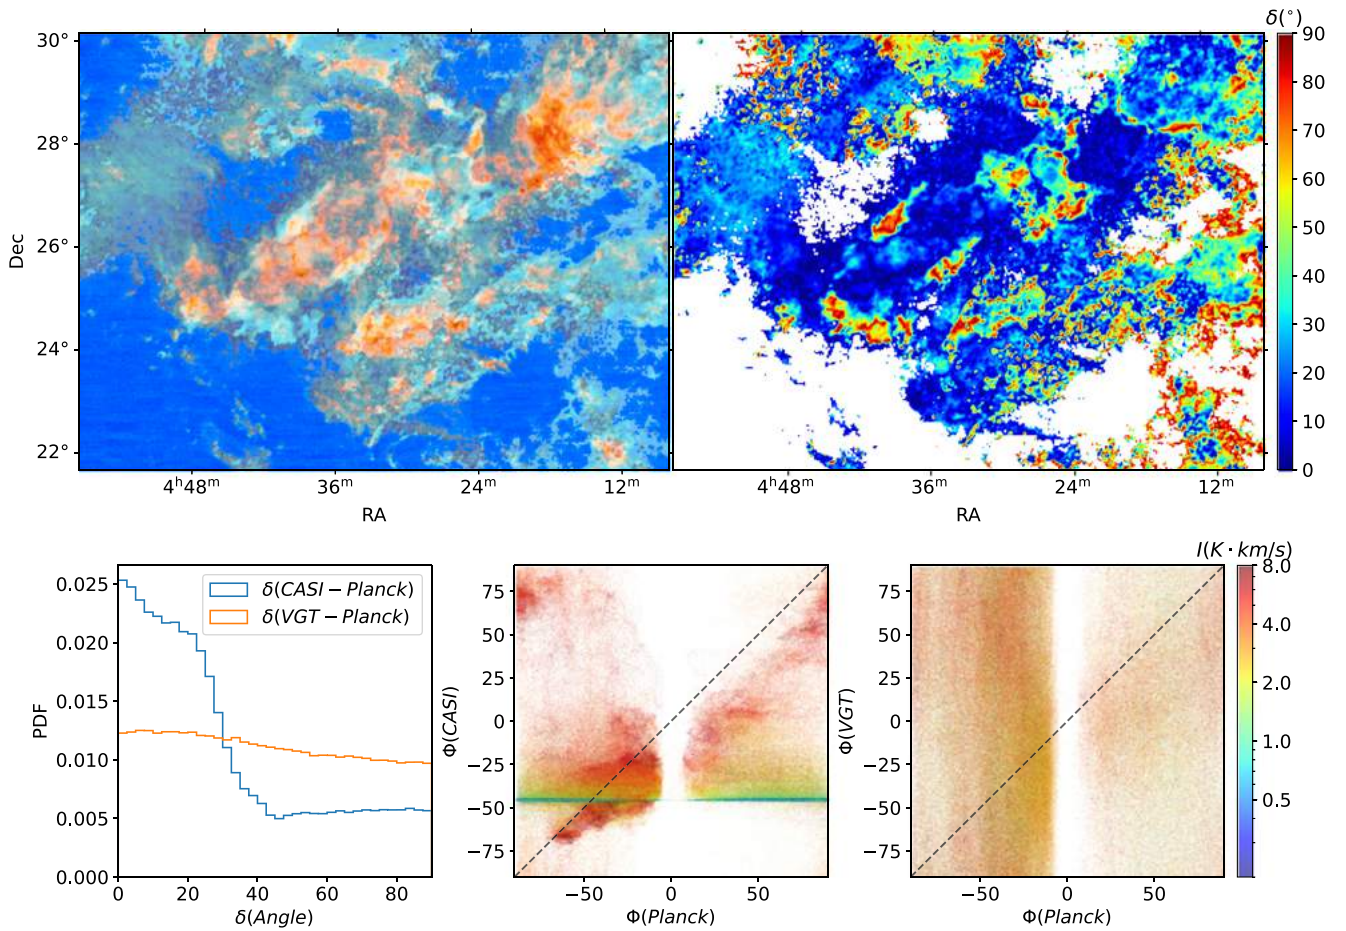 δ(°)
30°
28°
26°
24°
22°
Dec
4ʰ48ᵐ
36ᵐ
24ᵐ
12ᵐ
RA
4ʰ48ᵐ
36ᵐ
24ᵐ
12ᵐ
RA
90
80
70
60
50
40
30
20
10
0
0.025
0.020
0.015
0.010
0.005
0.000
PDF
δ(CASI − Planck)
δ(VGT − Planck)
0
20
40
60
80
δ(Angle)
75
50
25
0
−25
−50
−75
Φ(CASI)
−50
0
50
Φ(Planck)
75
50
25
0
−25
−50
−75
Φ(VGT)
−50
0
50
Φ(Planck)
I(K · km/s)
8.0
4.0
2.0
1.0
0.5